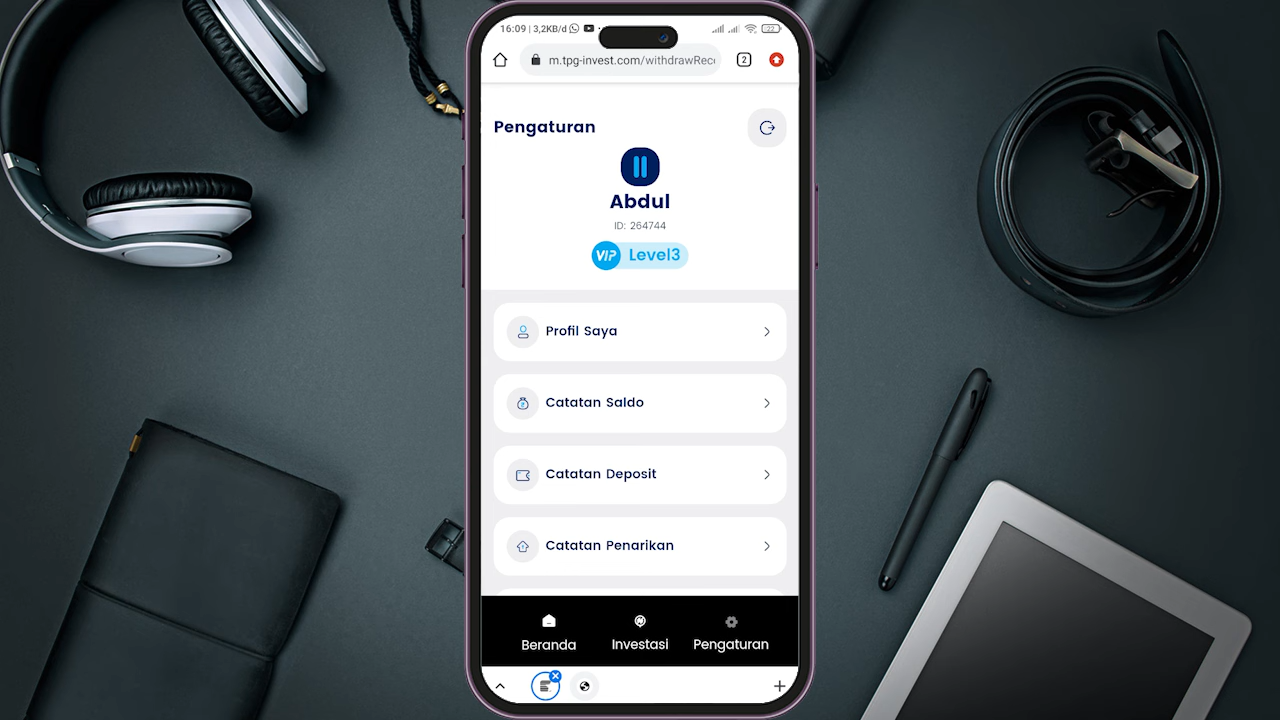 16:09 | 3,2KB/d
22
m.tpg-invest.com/withdrawRec
2
Pengaturan
Abdul
ID: 264744
VIP Level3
Profil Saya
Catatan Saldo
Catatan Deposit
Catatan Penarikan
Beranda Investasi Pengaturan